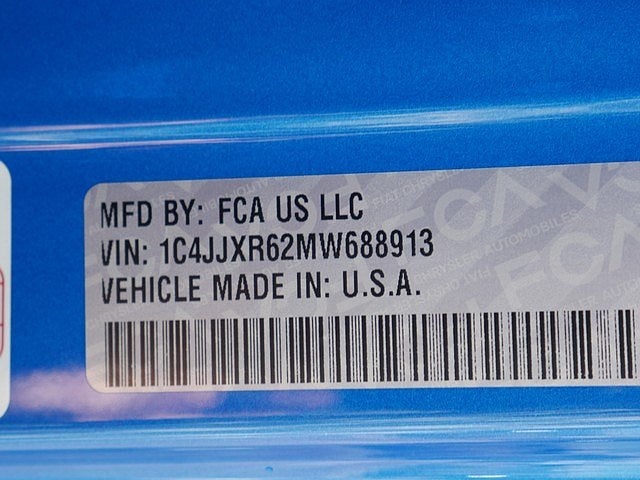 MFD BY: FCA US LLC
VIN: 1C4JJXR62MW688913
VEHICLE MADE IN: U.S.A.